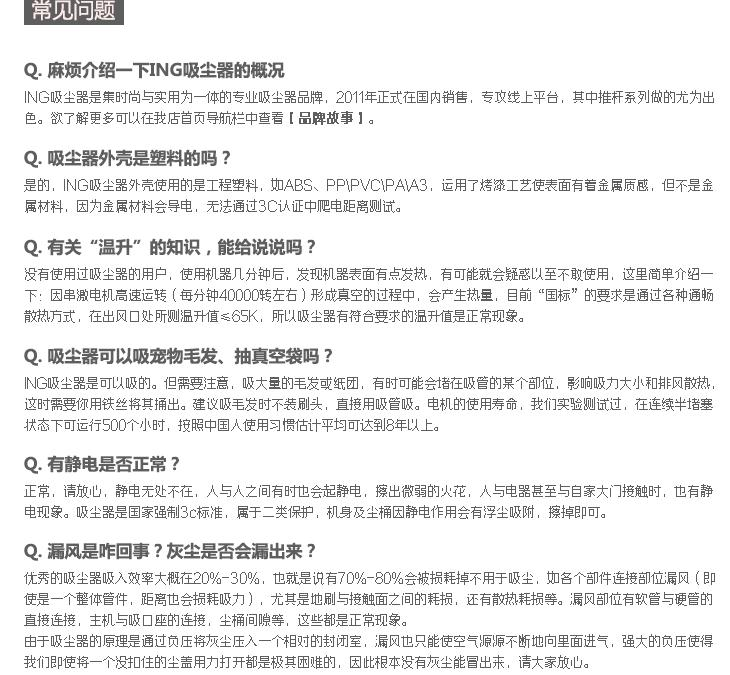 常见问题
Q. 麻烦介绍一下ING吸尘器的概况
ING吸尘器是集时尚与实用为一体的专业吸尘器品牌，2011年正式在国内销售，专攻线上平台，其中推杆系列做的尤为出
色。欲了解更多可以在我店首页导航栏中查看【品牌故事】。
Q. 吸尘器外壳是塑料的吗？
是的，ING吸尘器外壳使用的是工程塑料，如ABS、PP\PVC\PA\A3，运用了烤漆工艺使表面有着金属质感，但不是金
属材料，因为金属材料会导电，无法通过3C认证中爬电距离测试。
Q. 有关“温升”的知识，能给说说吗？
没有使用过吸尘器的用户，使用机器几分钟后，发现机器表面有点发热，有可能就会疑惑以至不敢使用，这里简单介绍一
下：因串激电机高速运转（每分钟40000转左右）形成真空的过程中，会产生热量，目前“国标”的要求是通过各种通畅
散热方式，在出风口处所测温升值≤65K，所以吸尘器有符合要求的温升值是正常现象。
Q. 吸尘器可以吸宠物毛发、抽真空袋吗？
ING吸尘器是可以吸的。但需要注意，吸大量的毛发或纸团，有时可能会堵在吸管的某个部位，影响吸力大小和排风散热，
这时需要你用铁丝将其捅出。建议吸毛发时不装刷头，直接用吸管吸。电机的使用寿命，我们实验测试过，在连续半堵塞
状态下可运行500个小时，按照中国人使用习惯估计平均可达到8年以上。
Q. 有静电是否正常？
正常，请放心，静电无处不在，人与人之间有时也会起静电，擦出微弱的火花，人与电器甚至与自家大门接触时，也有静
电现象。吸尘器是国家强制3c标准，属于二类保护，机身及尘桶因静电作用会有浮尘吸附，擦掉即可。
Q. 漏风是咋回事？灰尘是否会漏出来？
优秀的吸尘器吸入效率大概在20%-30%，也就是说有70%-80%会被损耗掉不用于吸尘，如各个部件连接部位漏风（即
使是一个整体管件，距离也会损耗吸力），尤其是地刷与接触面之间的耗损，还有散热耗损等。漏风部位有软管与硬管的
直接连接，主机与吸口座的连接，尘桶间隙等，这些都是正常现象。
由于吸尘器的原理是通过负压将灰尘压入一个相对的封闭室，漏风也只能使空气源源不断地向里面进气，强大的负压使得
我们即使将一个没扣住的尘盖用力打开都是极其困难的，因此根本没有灰尘能冒出来，请大家放心。